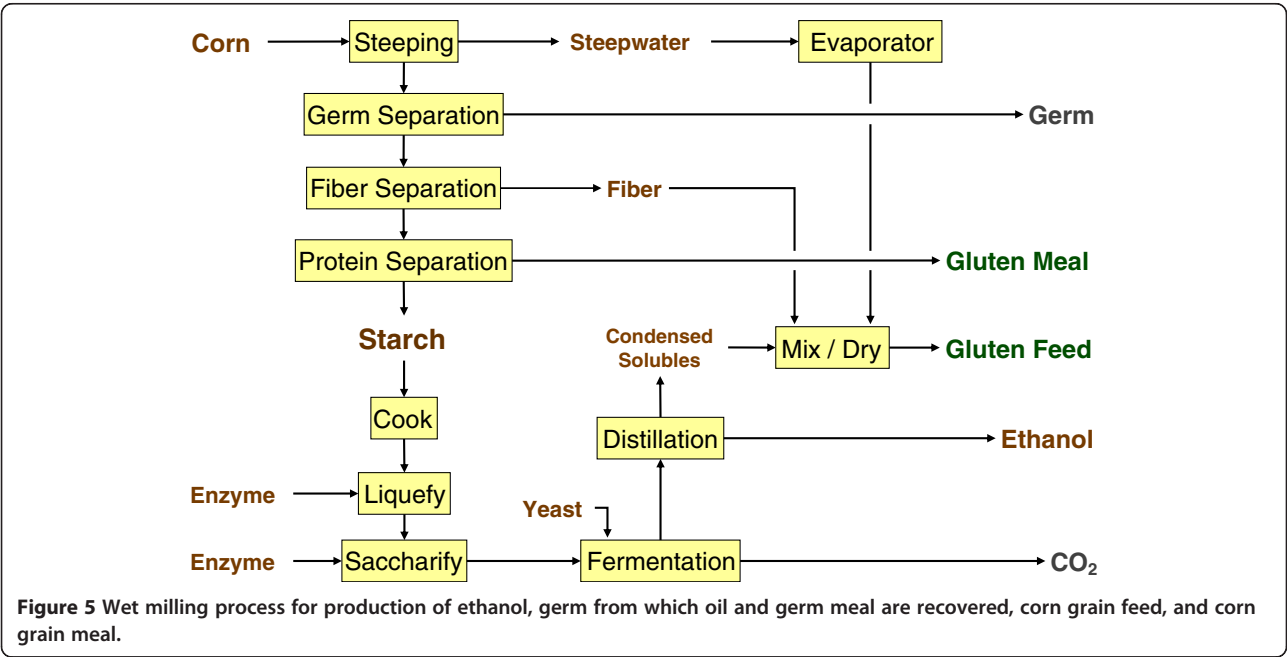 Corn
Steeping
Steepwater
Evaporator
Germ Separation
Germ
Fiber Separation
Fiber
Protein Separation
Gluten Meal
Starch
Condensed
Solubles
Mix / Dry
Gluten Feed
Cook
Distillation
Ethanol
Enzyme
Liquefy
Yeast
Enzyme
Saccharify
Fermentation
CO₂
Figure 5 Wet milling process for production of ethanol, germ from which oil and germ meal are recovered, corn grain feed, and corn
grain meal.